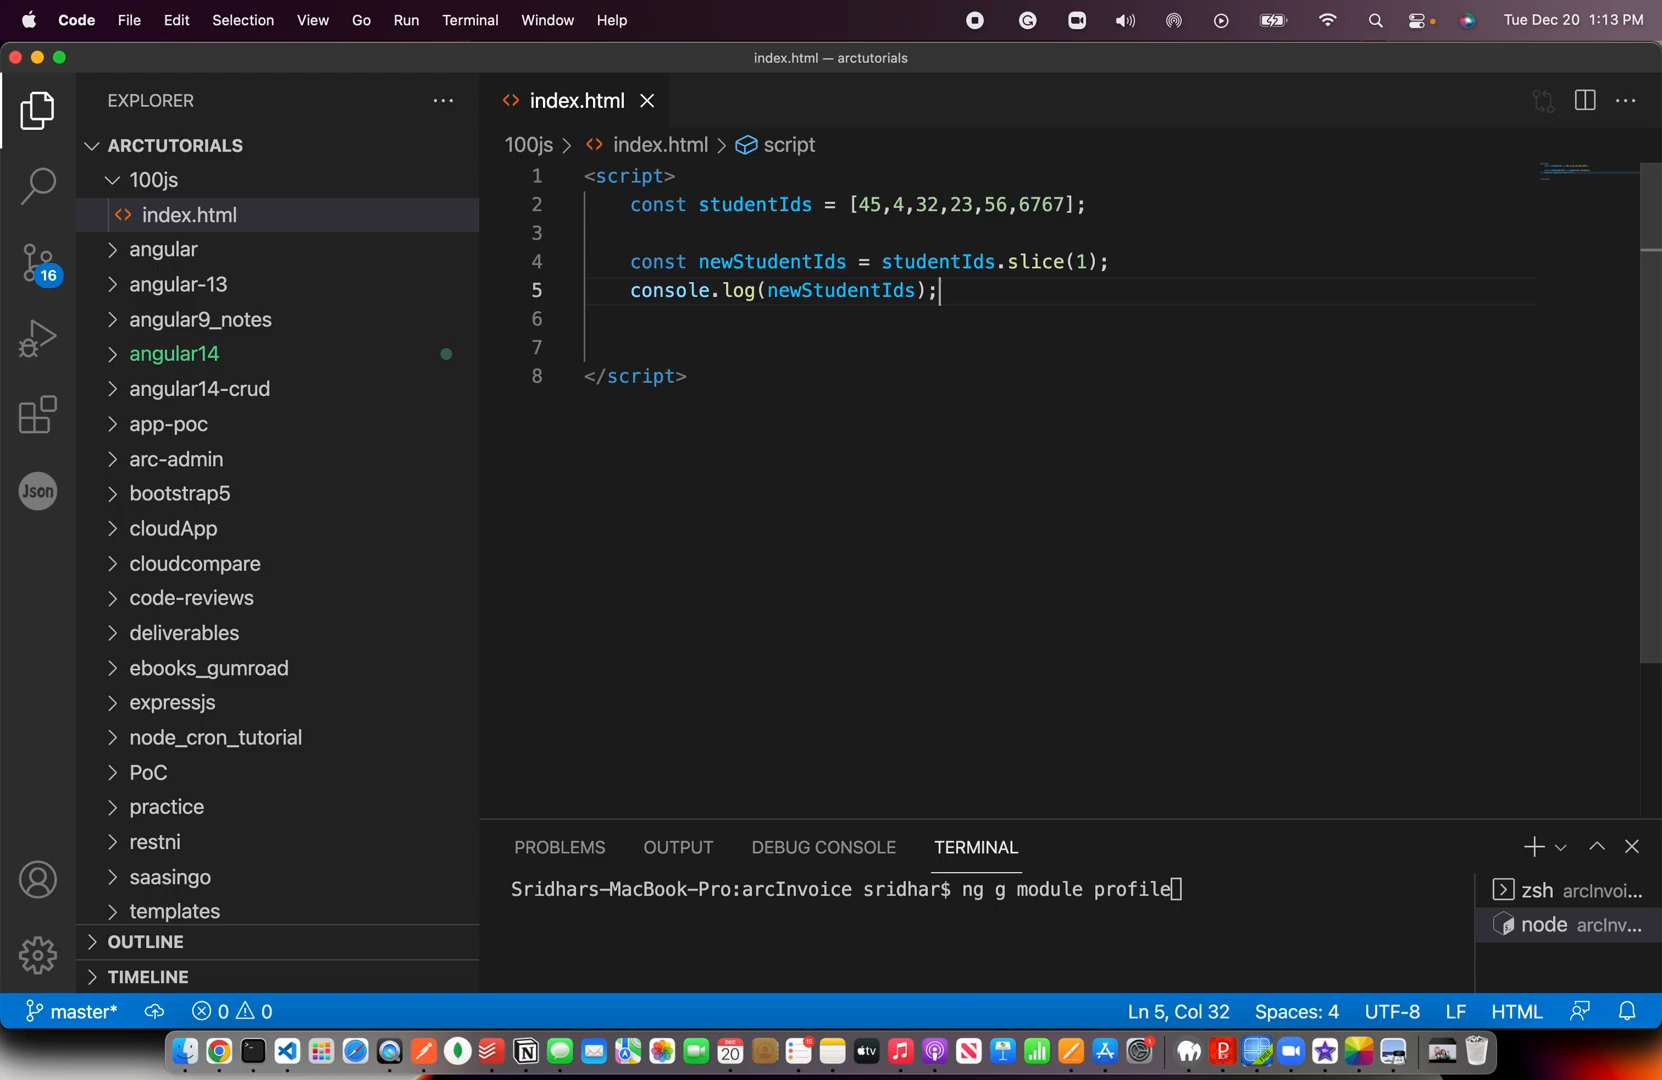 Code File Edit Selection View Go Run Terminal Window Help Tue Dec 20 1:13 PM
index.html — arctutorials
EXPLORER
ARCTUTORIALS
100js
index.html
angular
angular-13
angular9_notes
angular14
angular14-crud
app-poc
arc-admin
bootstrap5
cloudApp
cloudcompare
code-reviews
deliverables
ebooks_gumroad
expressjs
node_cron_tutorial
PoC
practice
restni
saasingo
templates
OUTLINE
TIMELINE
16
Json
index.html
100js > index.html > script
1 <script>
2 const studentIds = [45,4,32,23,56,6767];
3
4 const newStudentIds = studentIds.slice(1);
5 console.log(newStudentIds);
6
7
8 </script>
PROBLEMS OUTPUT DEBUG CONSOLE TERMINAL
Sridhars-MacBook-Pro:arcInvoice sridhar$ ng g module profile
zsh arcInvoi...
node arcInv...
master* 0 0 Ln 5, Col 32 Spaces: 4 UTF-8 LF HTML